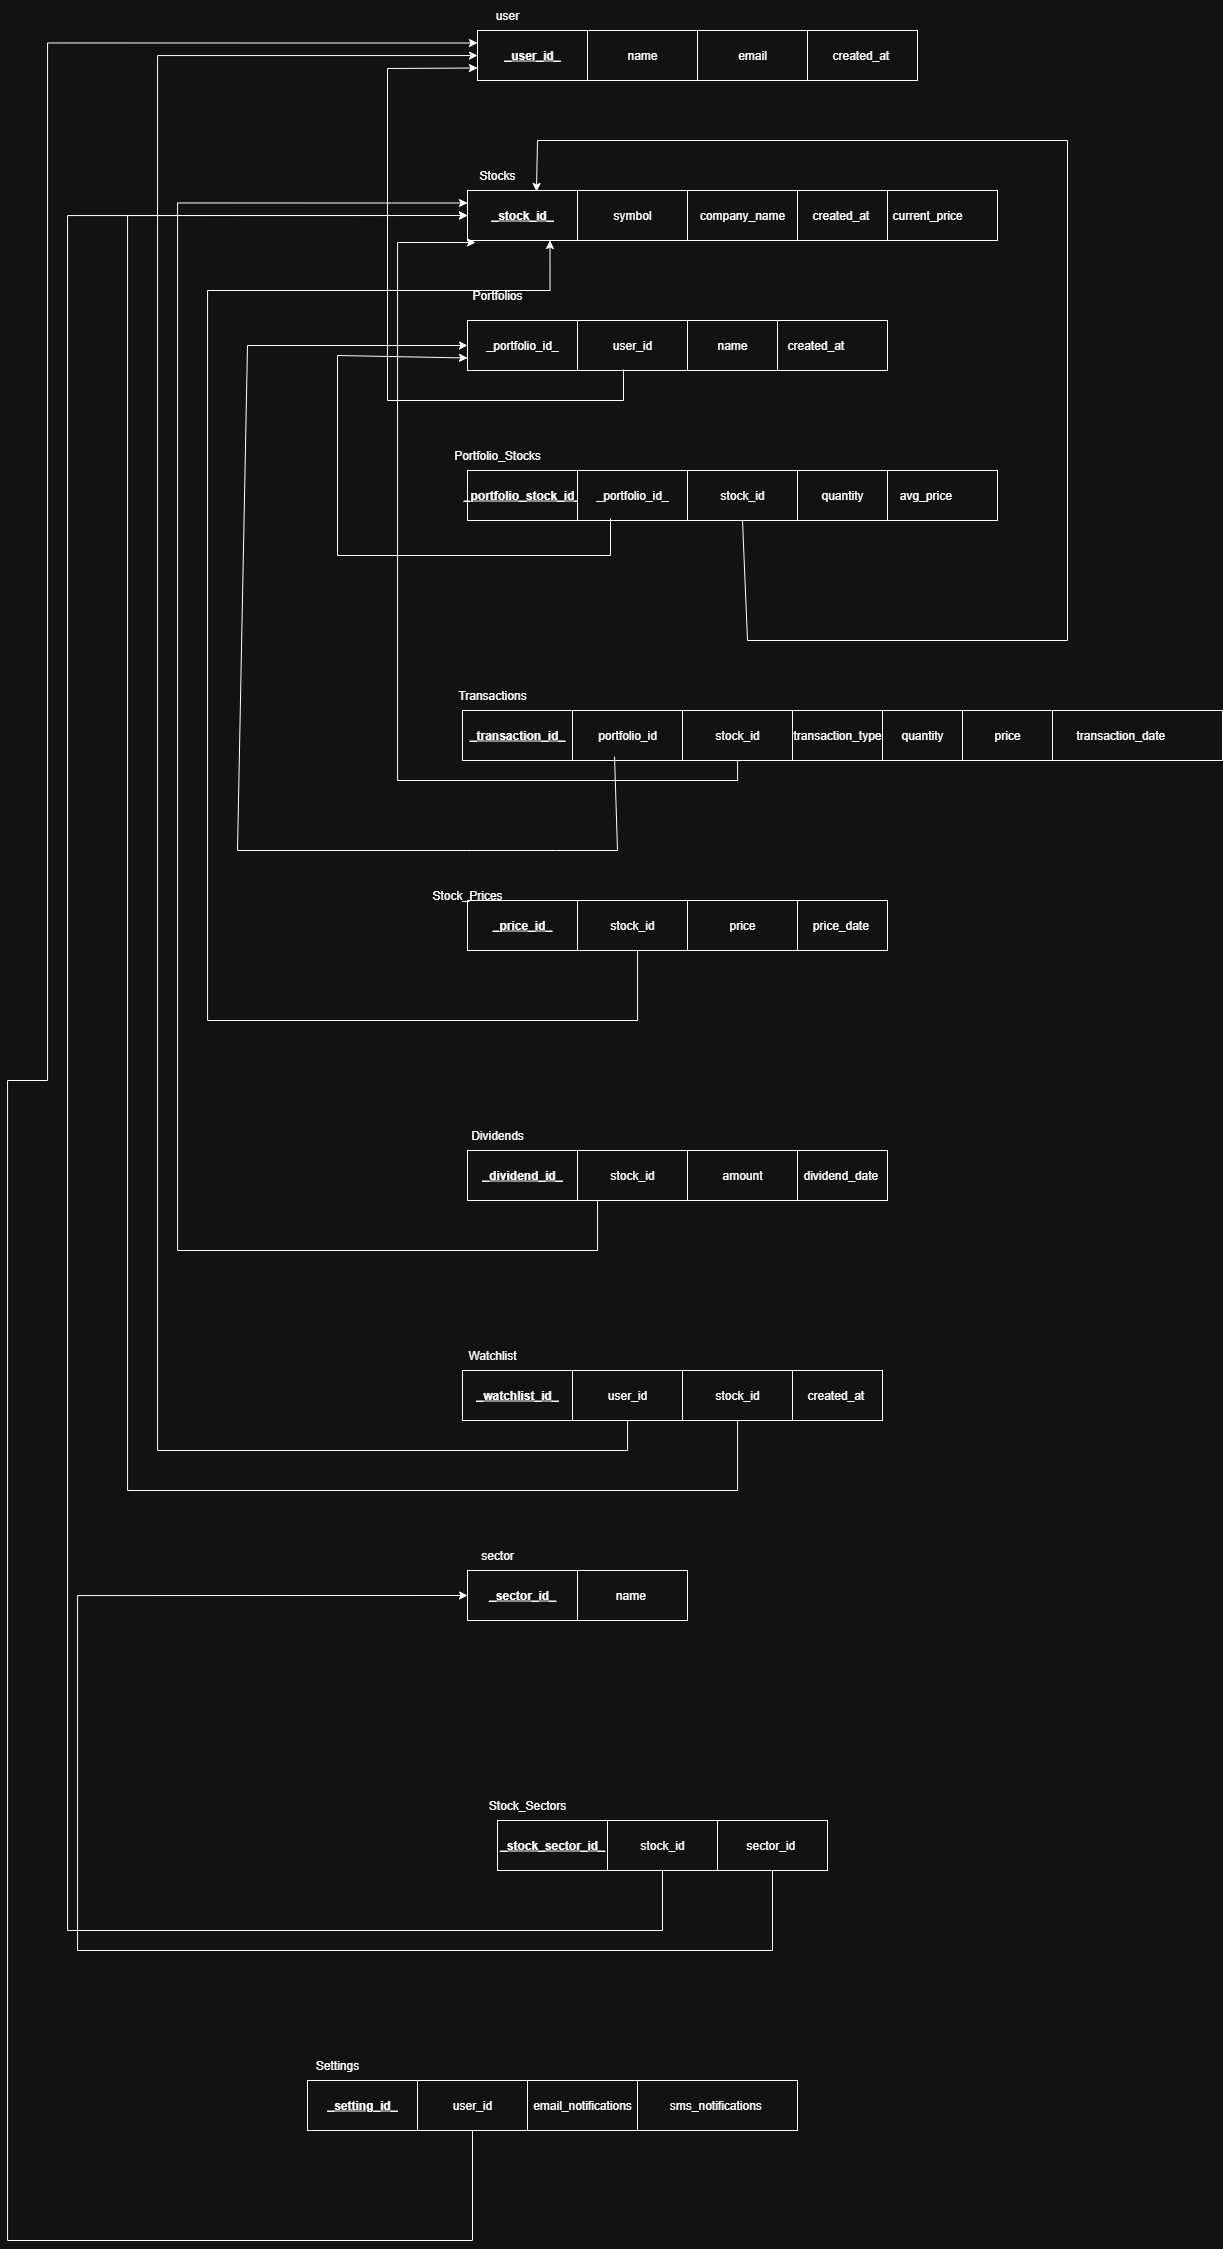 user
_user_id_ name email created_at
Stocks
_stock_id_ symbol company_name created_at current_price
Portfolios
_portfolio_id_ user_id name created_at
Portfolio_Stocks
_portfolio_stock_id_ _portfolio_id_ stock_id quantity avg_price
Transactions
_transaction_id_ portfolio_id stock_id transaction_type quantity price transaction_date
Stock_Prices
_price_id_ stock_id price price_date
Dividends
_dividend_id_ stock_id amount dividend_date
Watchlist
_watchlist_id_ user_id stock_id created_at
sector
_sector_id_ name
Stock_Sectors
_stock_sector_id_ stock_id sector_id
Settings
_setting_id_ user_id email_notifications sms_notifications